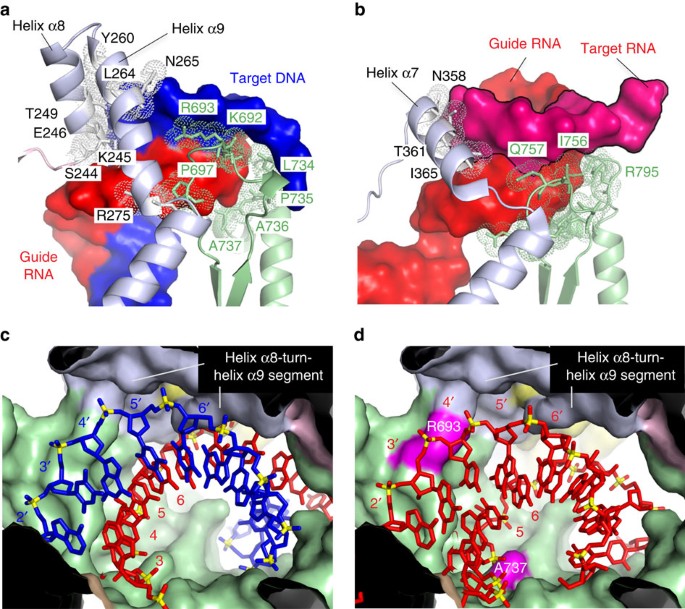 a
Helix α8
Helix α9
Y260
L264
N265
Target DNA
R693
K692
T249
E246
K245
S244
P697
L734
P735
R275
A736
A737
Guide
RNA
b
Guide RNA
Target RNA
Helix α7
N358
T361
I365
Q757
I756
R795
c
Helix α8-turn-
helix α9 segment
5′
4′
6′
3′
2′
6
5
4
3
d
Helix α8-turn-
helix α9 segment
4′
5′
6′
R693
3′
2′
6
5
A737